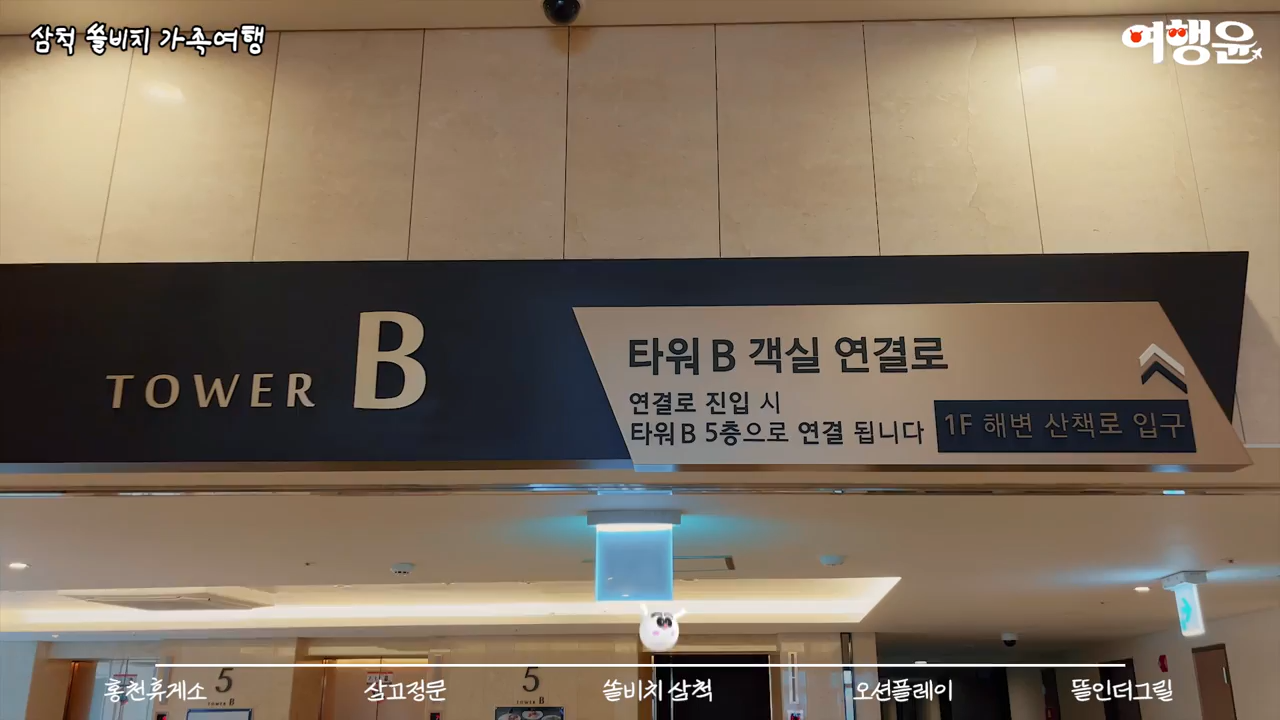 삼척 쏠비치 가족여행
여행윤
TOWER B
타워 B 객실 연결로
연결로 진입 시
타워 B 5층으로 연결 됩니다
1F 해변 산책로 입구
5
TOWER B
5
TOWER B
홍천휴게소
삼고정문
쏠비치 삼척
오션플레이
뜰인더그릴